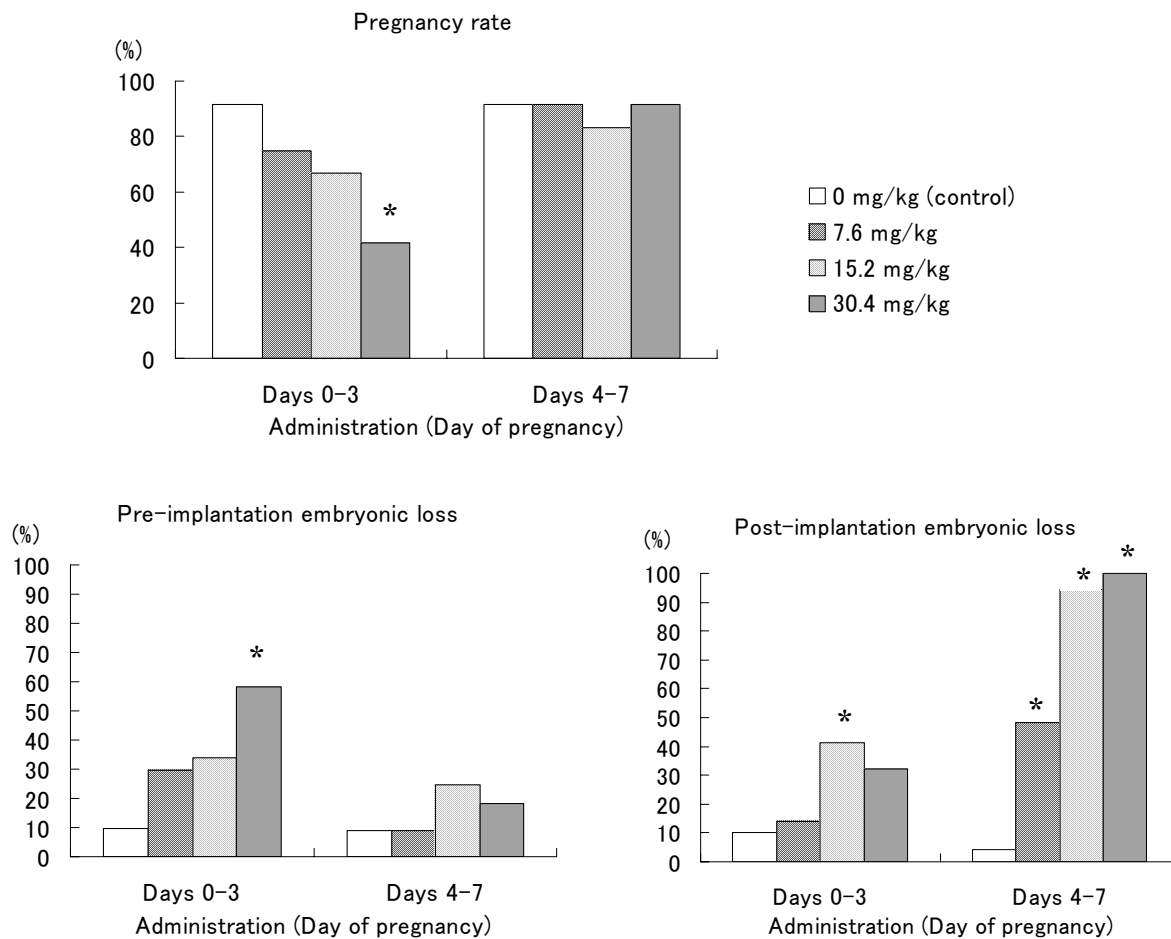 Pregnancy rate
(%)
100
80
60
40
20
0
*
Days 0-3
Days 4-7
Administration (Day of pregnancy)
0 mg/kg (control)
7.6 mg/kg
15.2 mg/kg
30.4 mg/kg
Pre-implantation embryonic loss
(%)
100
90
80
70
60
50
40
30
20
10
0
*
Days 0-3
Days 4-7
Administration (Day of pregnancy)
Post-implantation embryonic loss
(%)
100
90
80
70
60
50
40
30
20
10
0
*
*
*
*
Days 0-3
Days 4-7
Administration (Day of pregnancy)